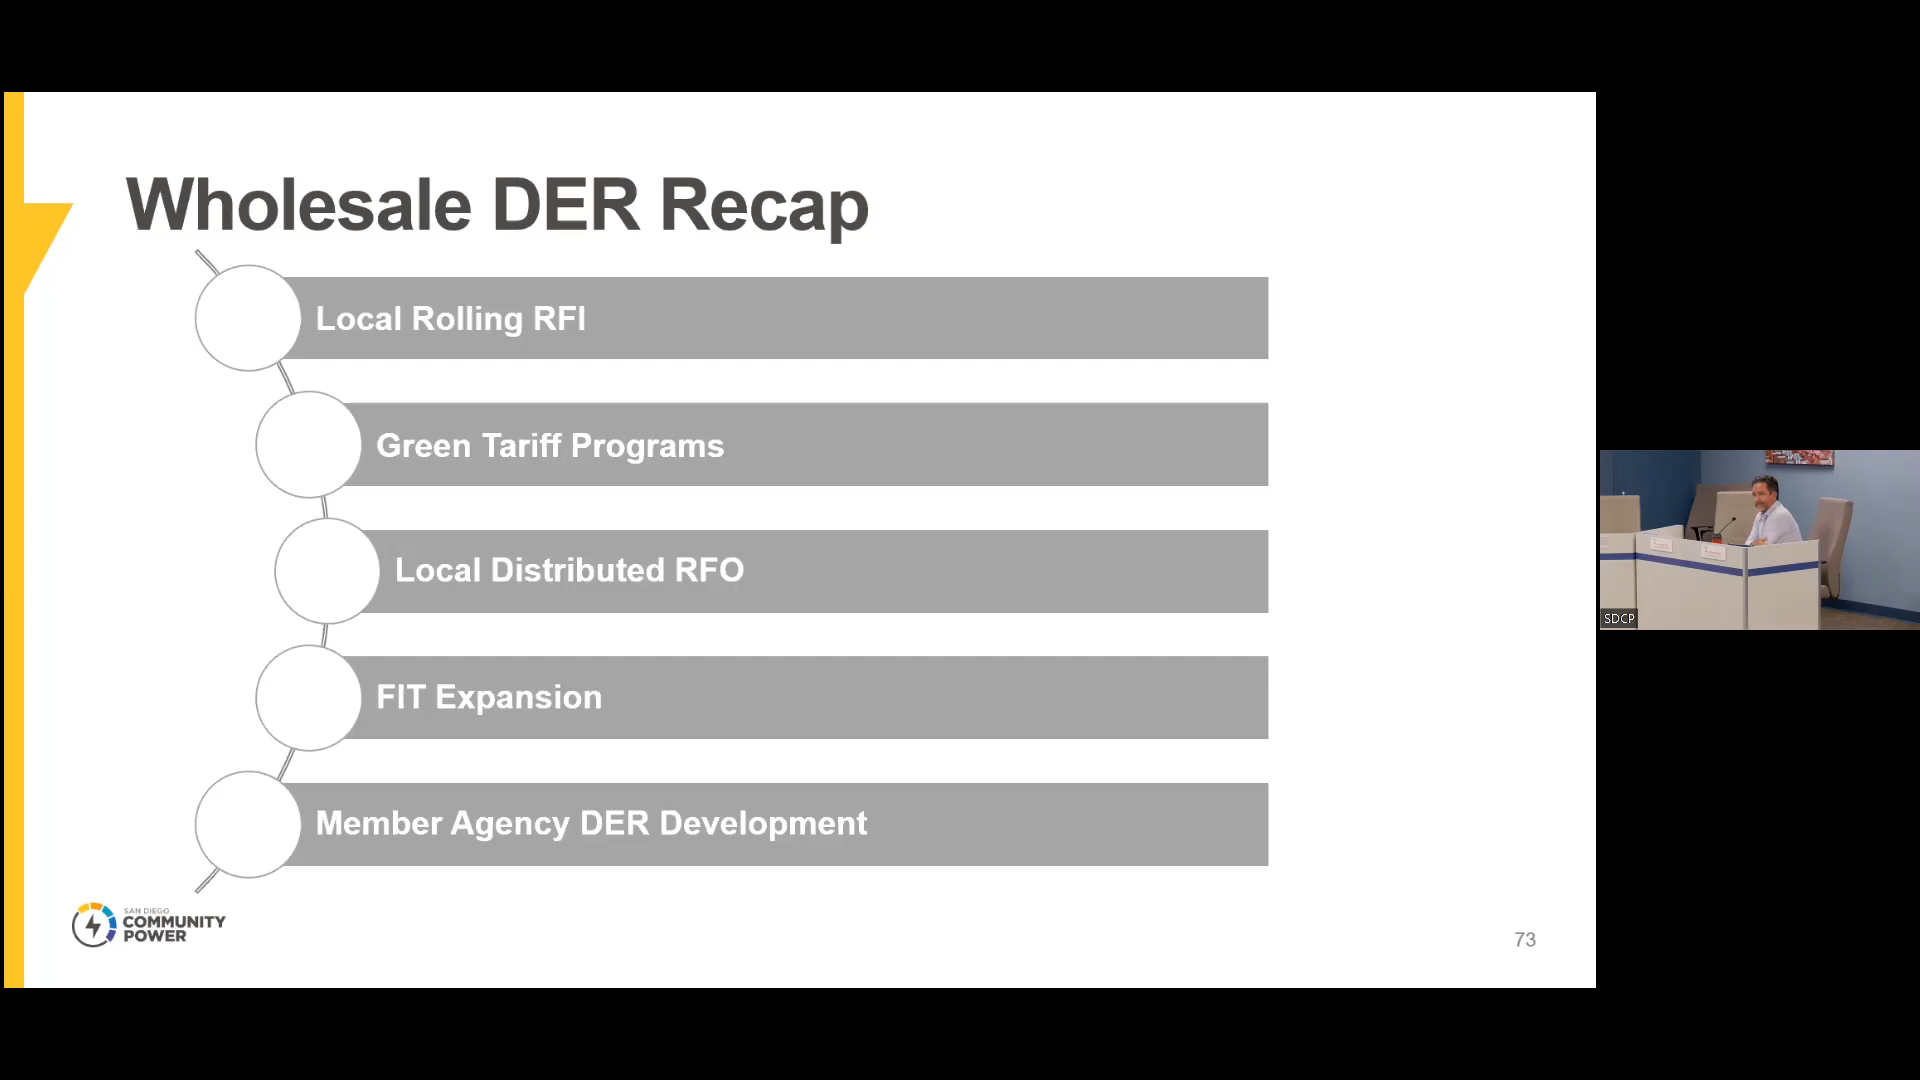 Wholesale DER Recap
Local Rolling RFI
Green Tariff Programs
Local Distributed RFO
FIT Expansion
Member Agency DER Development
SAN DIEGO
COMMUNITY
POWER
73
SDCP